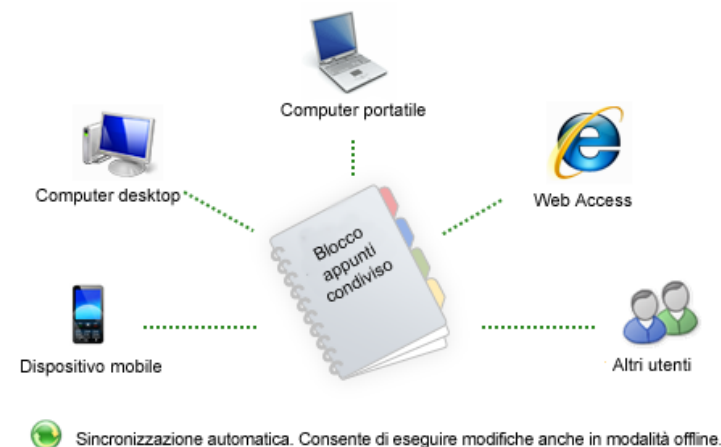 Computer portatile
Computer desktop
Web Access
Blocco
appunti
condiviso
Dispositivo mobile
Altri utenti
Sincronizzazione automatica. Consente di eseguire modifiche anche in modalità offline.